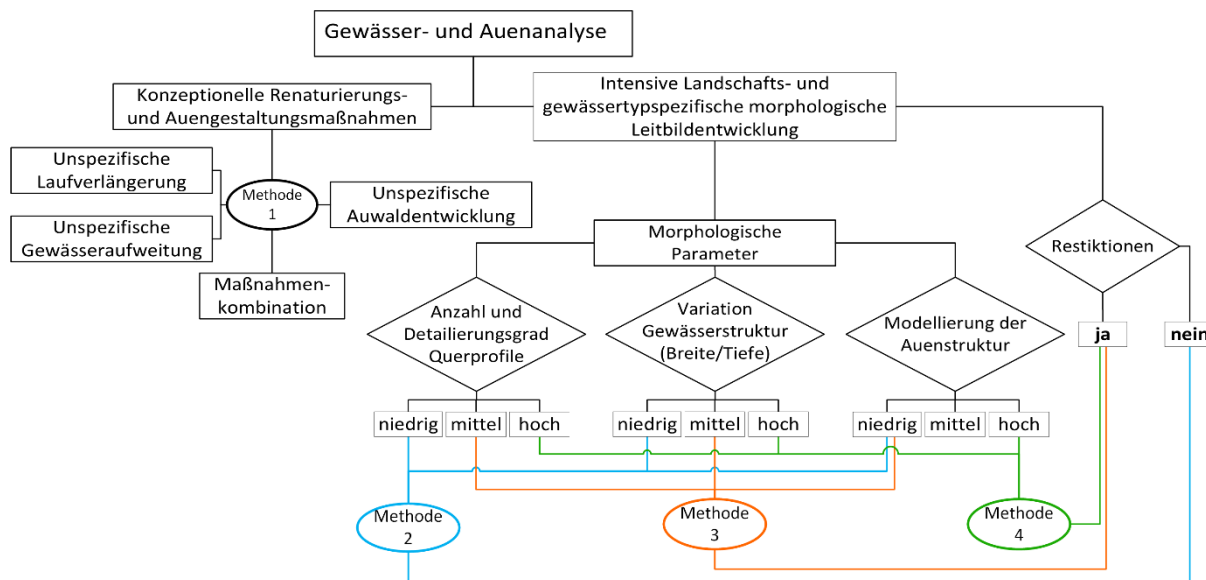 Gewässer- und Auenanalyse
Konzeptionelle Renaturierungs-
und Auengestaltungsmaßnahmen
Intensive Landschafts- und
gewässertypspezifische morphologische
Leitbildentwicklung
Unspezifische
Laufverlängerung
Unspezifische
Gewässeraufweitung
Methode
1
Unspezifische
Auwaldentwicklung
Maßnahmen-
kombination
Morphologische
Parameter
Restiktionen
Anzahl und
Detailierungsgrad
Querprofile
Variation
Gewässerstruktur
(Breite/Tiefe)
Modellierung der
Auenstruktur
ja
nein
niedrig
mittel
hoch
niedrig
mittel
hoch
niedrig
mittel
hoch
Methode
2
Methode
3
Methode
4